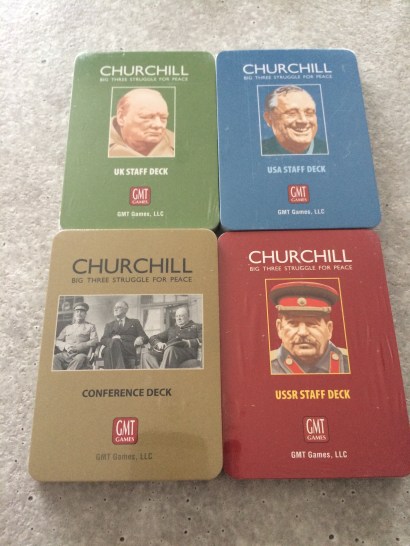 CHURCHILL
BIG THREE STRUGGLE FOR PEACE
UK STAFF DECK
GMT
GAMES
GMT Games, LLC
CHURCHILL
BIG THREE STRUGGLE FOR PEACE
USA STAFF DECK
GMT
GAMES
GMT Games, LLC
CHURCHILL
BIG THREE STRUGGLE FOR PEACE
CONFERENCE DECK
GMT
GAMES
GMT Games, LLC
CHURCHILL
BIG THREE STRUGGLE FOR PEACE
USSR STAFF DECK
GMT
GAMES
GMT Games, LLC